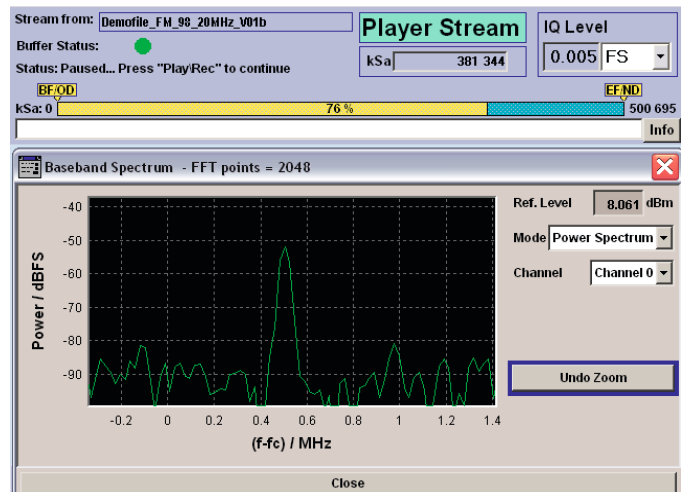 Stream from: Demofile_FM_98_20MHz_V01b
Player Stream
IQ Level
Buffer Status:
kSa 381 344
0.005 FS
Status: Paused... Press "Play\Rec" to continue
BF/OD
EF/ND
kSa: 0
76 %
500 695
Info
Baseband Spectrum - FFT points = 2048
Ref. Level 8.061 dBm
Mode Power Spectrum
Channel Channel 0
Undo Zoom
Power / dBFS
-40
-50
-60
-70
-80
-90
-0.2 0 0.2 0.4 0.6 0.8 1 1.2 1.4
(f-fc) / MHz
Close